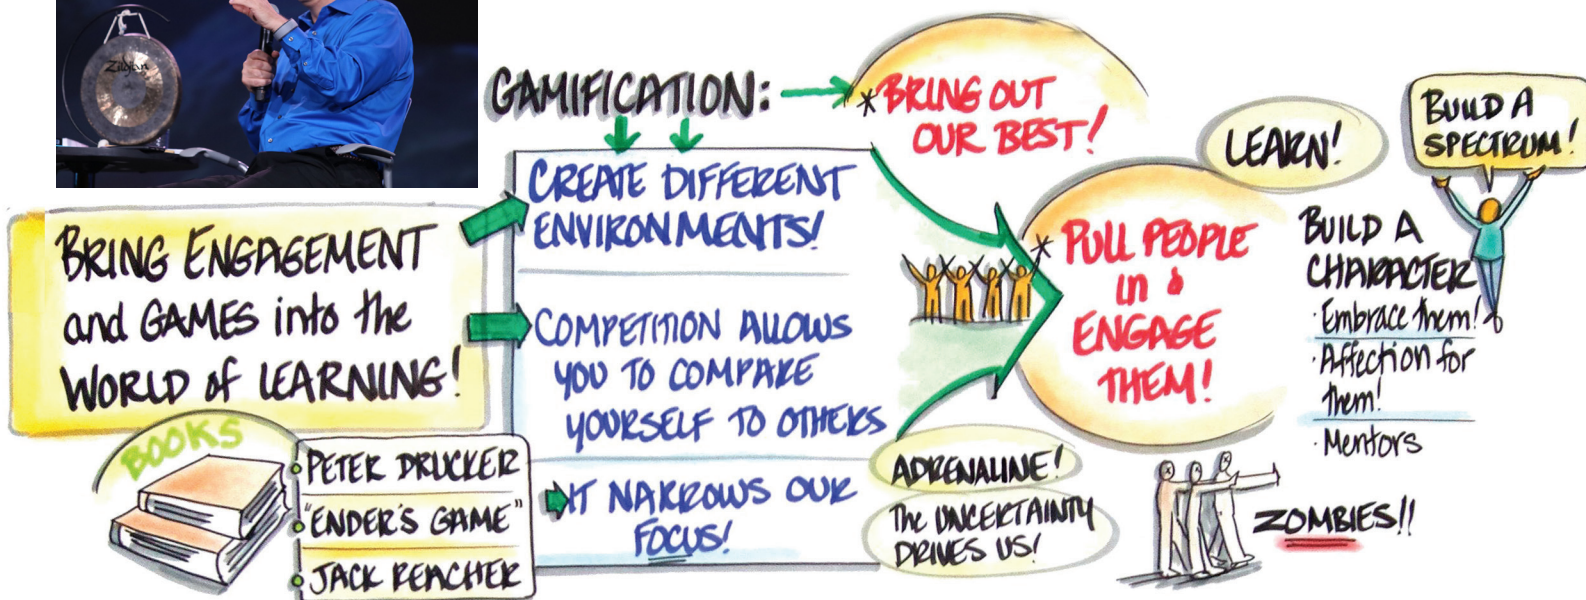 Zildjian
GAMIFICATION:
* BRING OUT
OUR BEST!
LEARN!
BUILD A
SPECTRUM!
CREATE DIFFERENT
ENVIRONMENTS!
BRING ENGAGEMENT
and GAMES into the
WORLD of LEARNING!
COMPETITION ALLOWS
YOU TO COMPARE
YOURSELF TO OTHERS
IT NARROWS OUR
FOCUS!
* PULL PEOPLE
in &
ENGAGE
THEM!
BUILD A
CHARACTER
· Embrace them!
· Affection for
them!
· Mentors
BOOKS
PETER DRUCKER
"ENDER'S GAME"
JACK REACHER
ADRENALINE!
The UNCERTAINTY
DRIVES US!
ZOMBIES!!